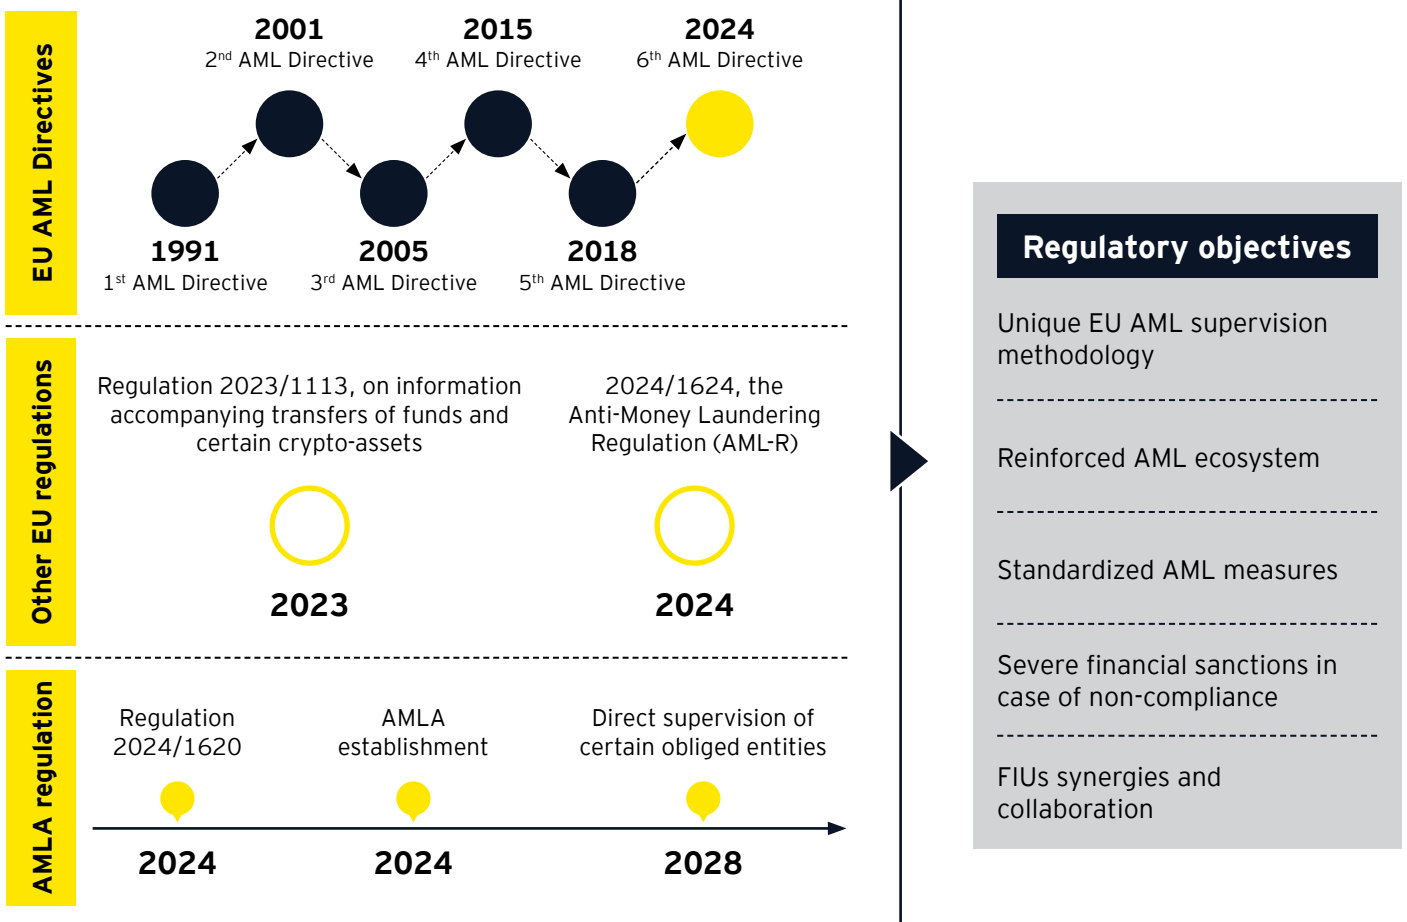 EU AML Directives
2001
2nd AML Directive
2015
4th AML Directive
2024
6th AML Directive
1991
1st AML Directive
2005
3rd AML Directive
2018
5th AML Directive
Other EU regulations
Regulation 2023/1113, on information
accompanying transfers of funds and
certain crypto-assets
2023
2024/1624, the
Anti-Money Laundering
Regulation (AML-R)
2024
AMLA regulation
Regulation
2024/1620
2024
AMLA
establishment
2024
Direct supervision of
certain obliged entities
2028
Regulatory objectives
Unique EU AML supervision
methodology
Reinforced AML ecosystem
Standardized AML measures
Severe financial sanctions in
case of non-compliance
FIUs synergies and
collaboration